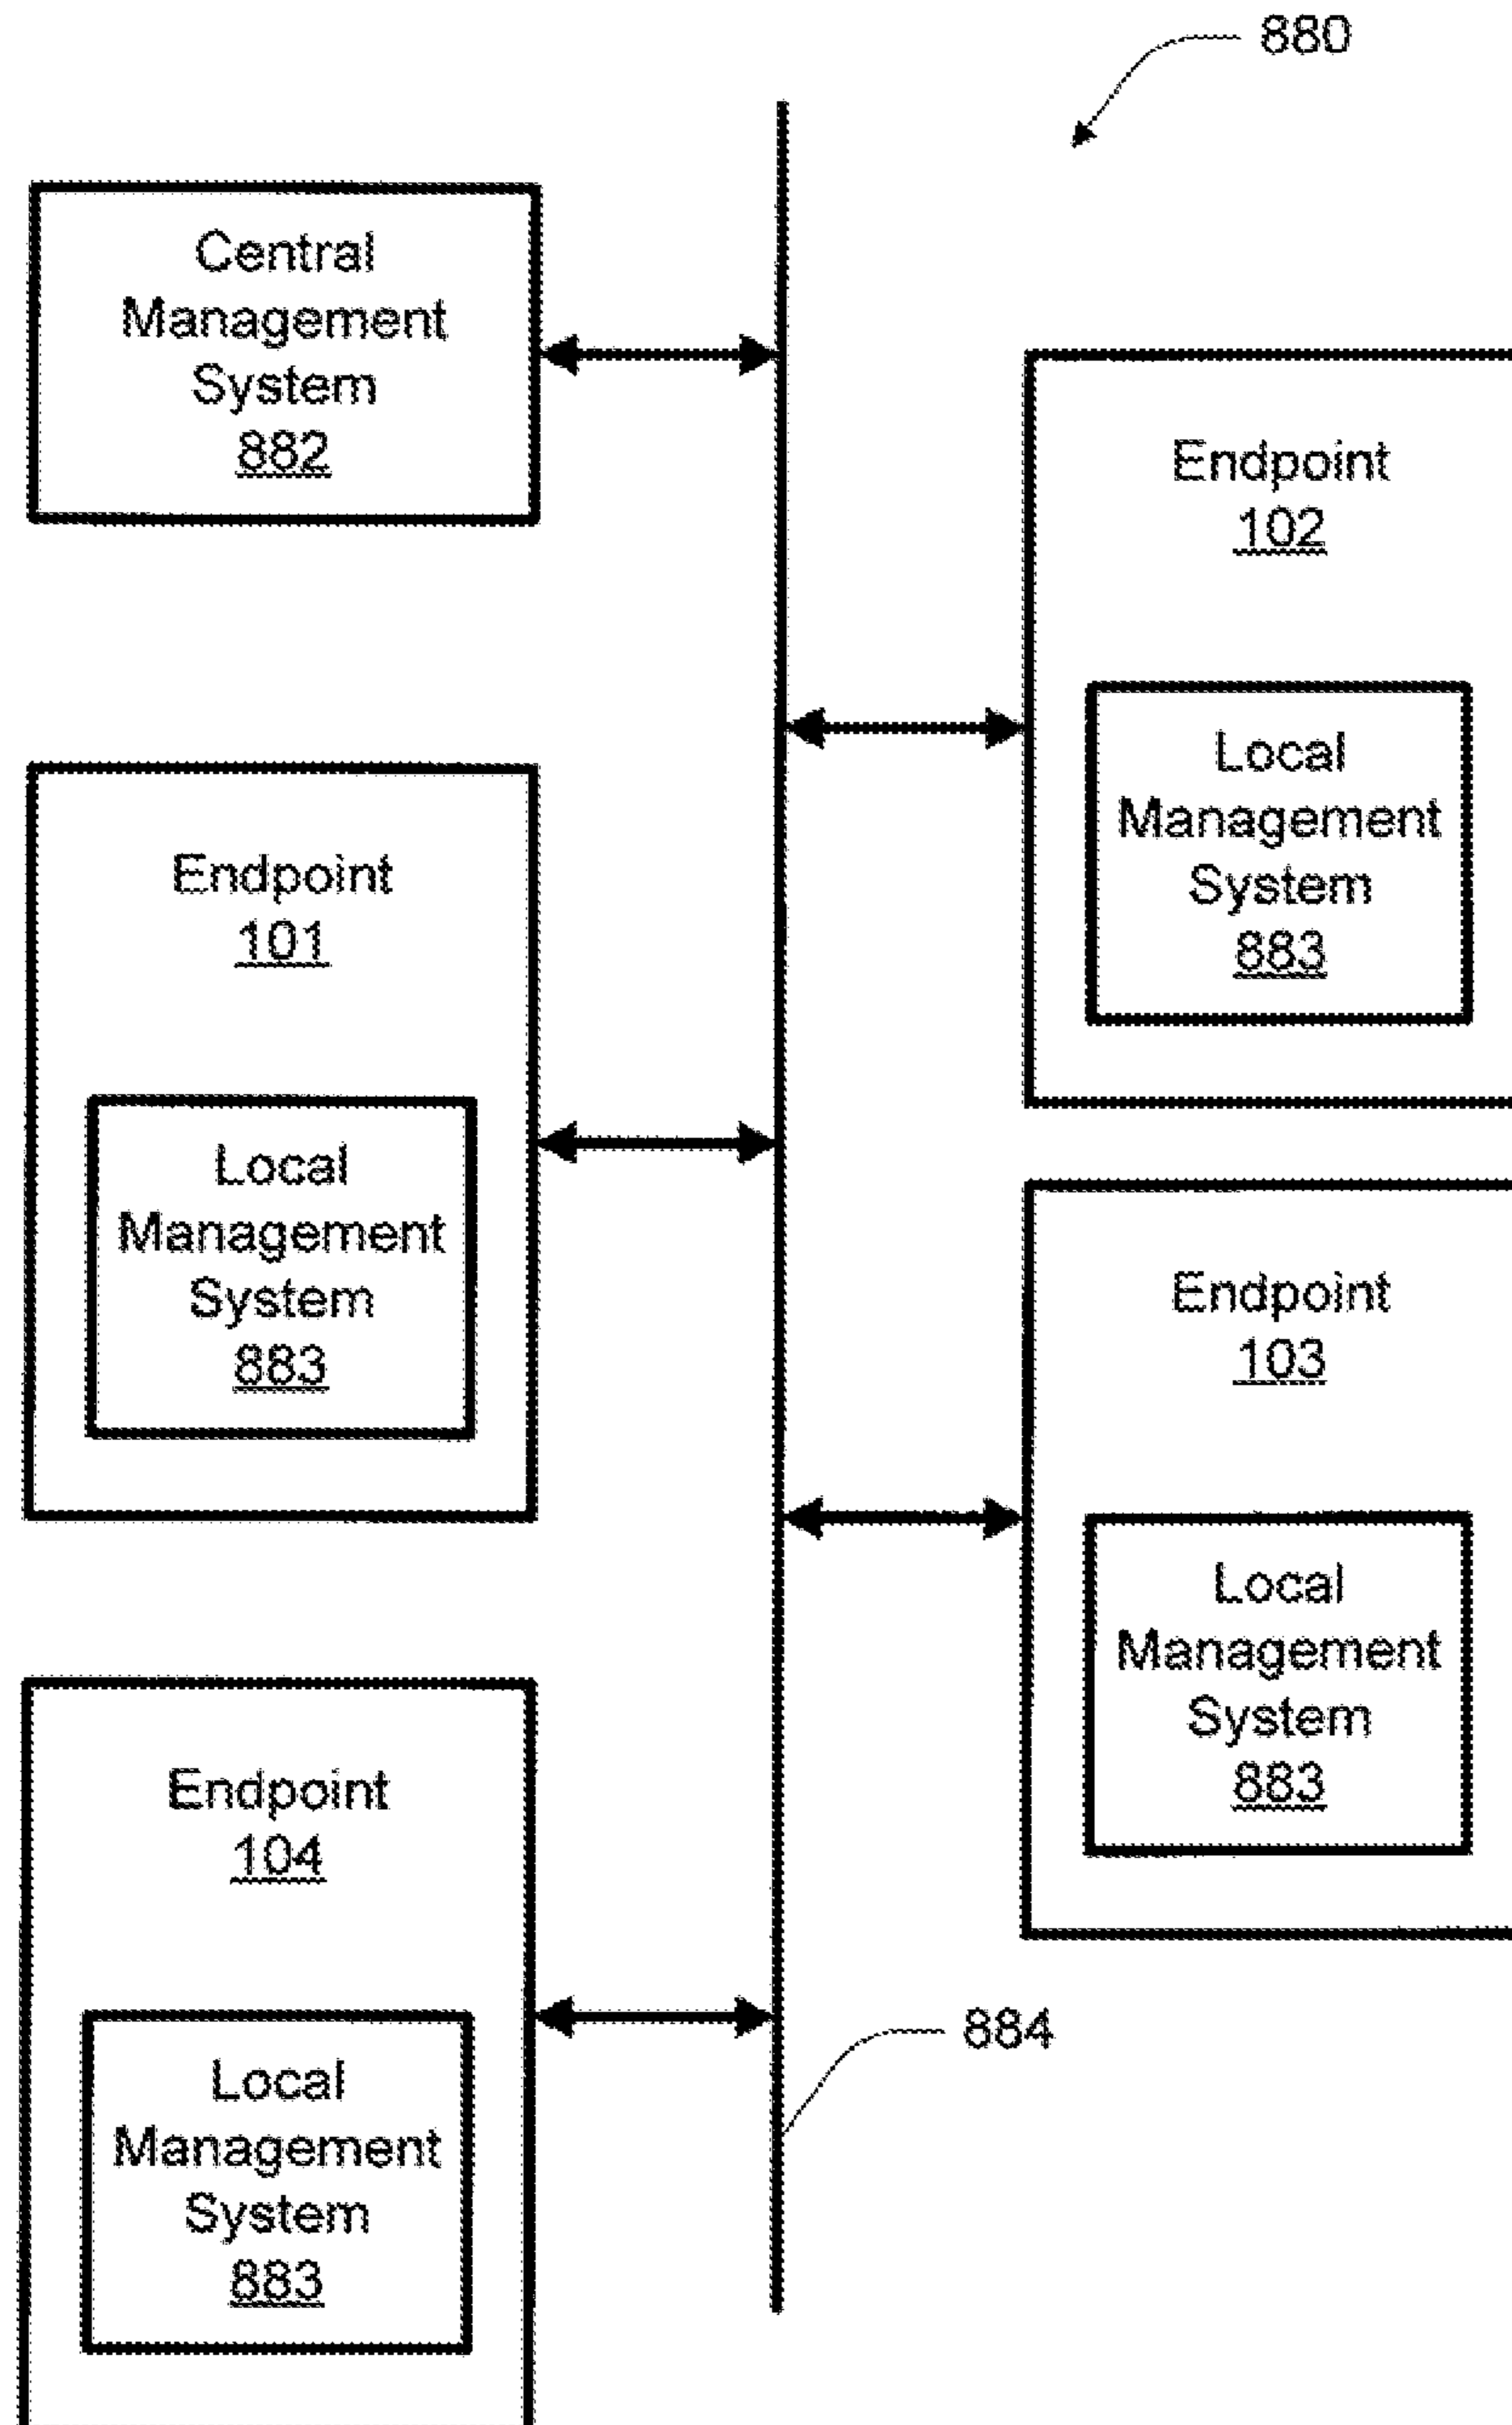 880
Central
Management
System
882
Endpoint
102
Local
Management
System
883
Endpoint
101
Local
Management
System
883
Endpoint
103
Local
Management
System
883
Endpoint
104
Local
Management
System
883
884